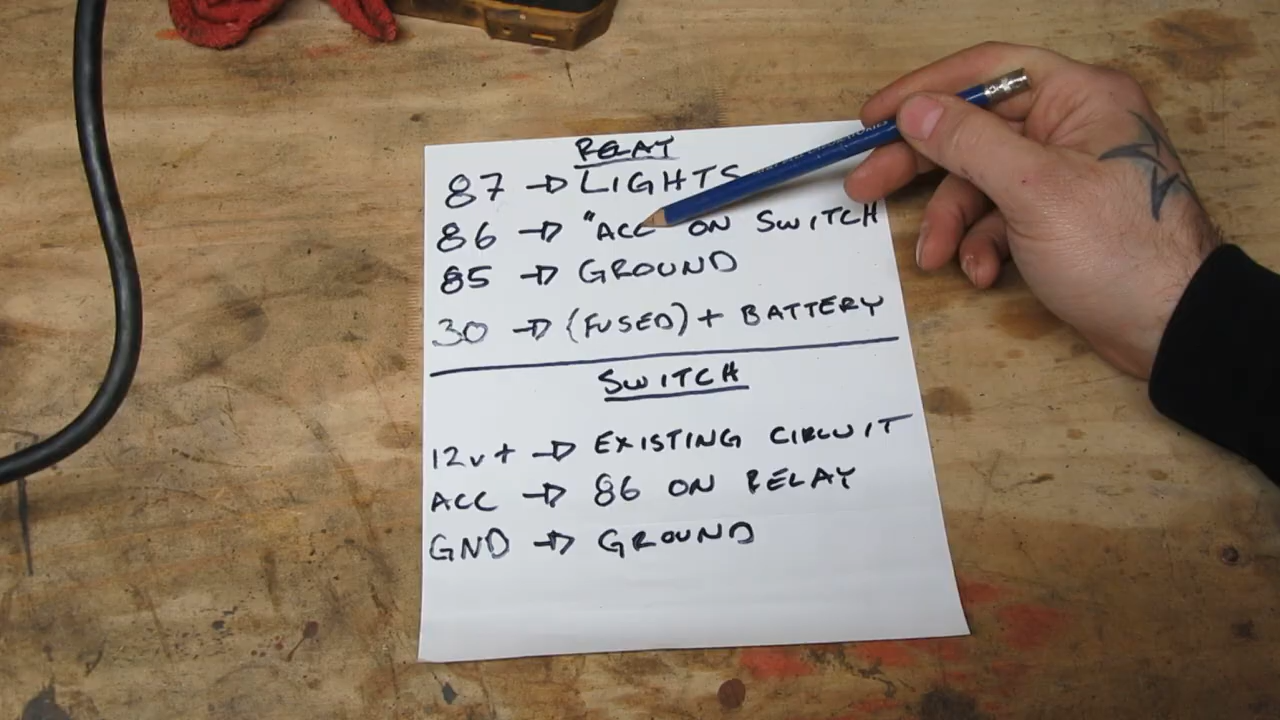 RELAY
87 → LIGHTS
86 → "ACC ON SWITCH
85 → GROUND
30 → (FUSED) + BATTERY
SWITCH
12v+ → EXISTING CIRCUIT
ACC → 86 ON RELAY
GND → GROUND